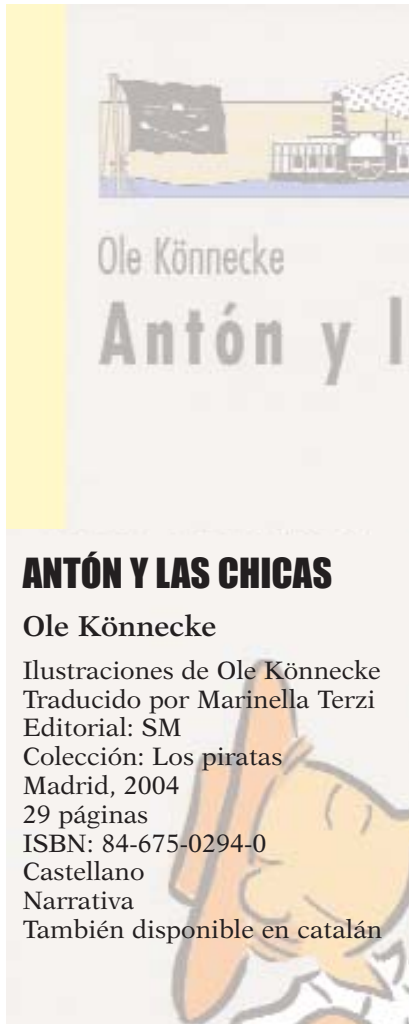 Ole Könnecke
Antón y l
ANTÓN Y LAS CHICAS
Ole Könnecke
Ilustraciones de Ole Könnecke
Traducido por Marinella Terzi
Editorial: SM
Colección: Los piratas
Madrid, 2004
29 páginas
ISBN: 84-675-0294-0
Castellano
Narrativa
También disponible en catalán